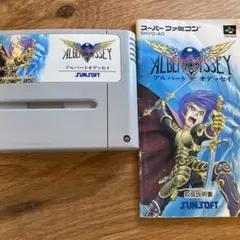 ALBERT ODYSSEY
アルバートオデッセイ
SUNSOFT
スーパーファミコン
SHVC-AO
ALBERT ODYSSEY
アルバート オデッセイ
取扱説明書
SUNSOFT